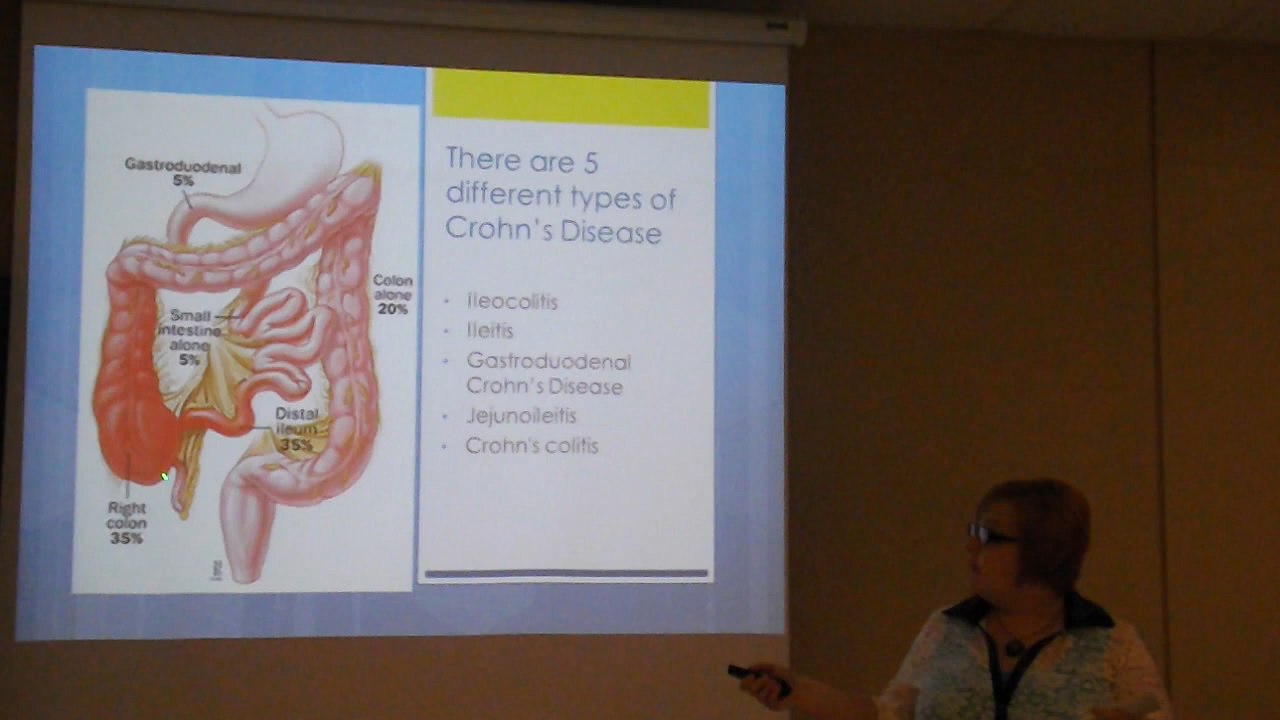 Gastroduodenal
5%
Colon
alone
20%
Small
intestine
alone
5%
Distal
ileum
35%
Right
colon
35%
There are 5
different types of
Crohn's Disease
• Ileocolitis
• Ileitis
• Gastroduodenal
Crohn's Disease
• Jejunoileitis
• Crohn's colitis